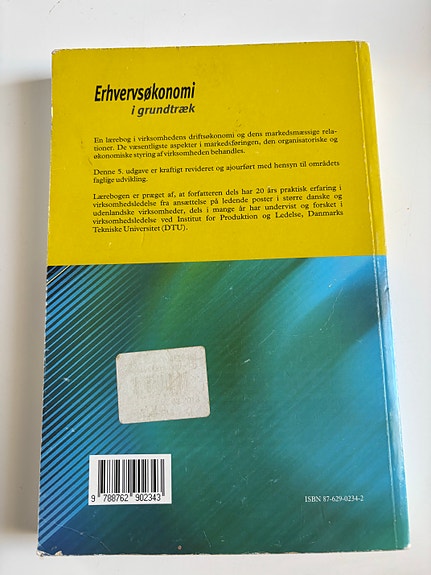 Erhvervsøkonomi
i grundtræk
En lærebog i virksomhedens driftsøkonomi og dens markedsmæssige rela-
tioner. De væsentligste aspekter i markedsføringen, den organisatoriske og
økonomiske styring af virksomheden behandles.
Denne 5. udgave er kraftigt revideret og ajourført med hensyn til områdets
faglige udvikling.
Lærebogen er præget af, at forfatteren dels har 20 års praktisk erfaring i
virksomhedsledelse fra ansættelse på ledende poster i større danske og
udenlandske virksomheder, dels i mange år har undervist og forsket i
virksomhedsledelse ved Institut for Produktion og Ledelse, Danmarks
Tekniske Universitet (DTU).
9 788762 902343
ISBN 87-629-0234-2